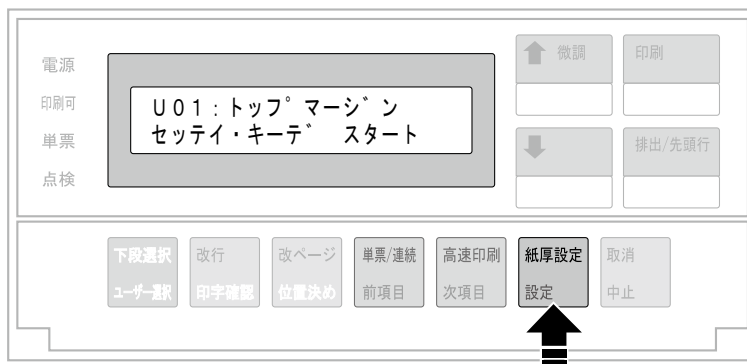 電源
印刷可
単票
点検
U01:トップマージン
セッテイ・キーデ スタート
微調
印刷
排出/先頭行
下段選択
ユーザー選択
改行
印字確認
改ページ
位置決め
単票/連続
前項目
高速印刷
次項目
紙厚設定
設定
取消
中止